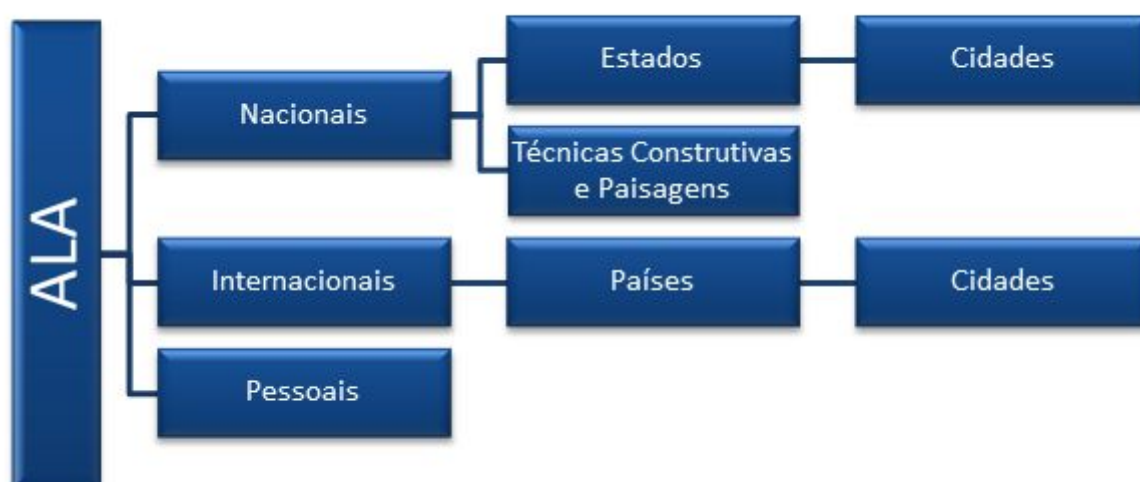 ALA
Nacionais
Estados
Cidades
Técnicas Construtivas
e Paisagens
Internacionais
Países
Cidades
Pessoais